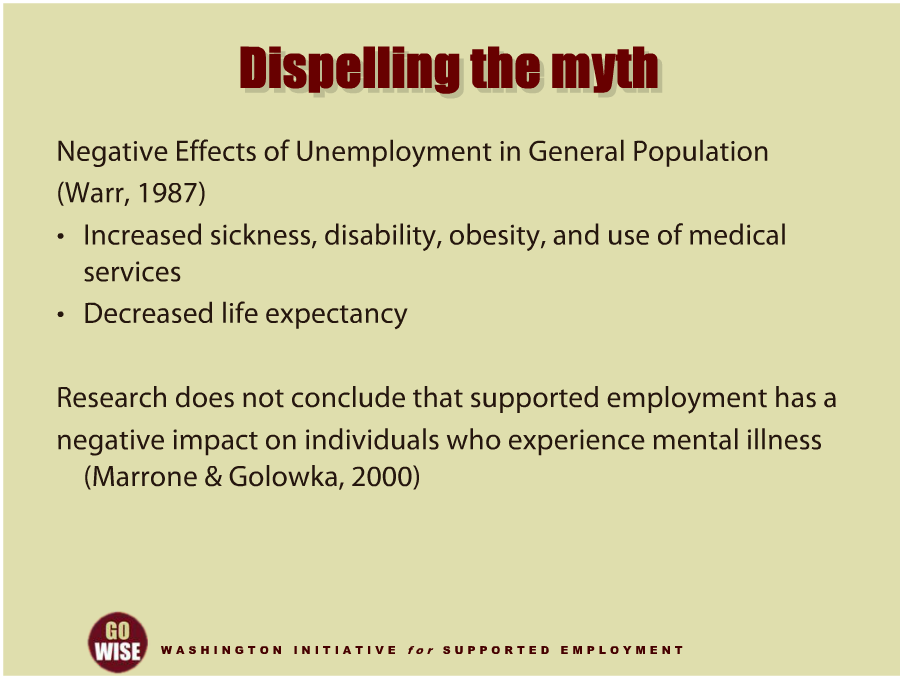 Dispelling the myth
Negative Effects of Unemployment in General Population
(Warr, 1987)
• Increased sickness, disability, obesity, and use of medical
services
• Decreased life expectancy
Research does not conclude that supported employment has a
negative impact on individuals who experience mental illness
(Marrone & Golowka, 2000)
GO
WISE
WASHINGTON INITIATIVE for SUPPORTED EMPLOYMENT